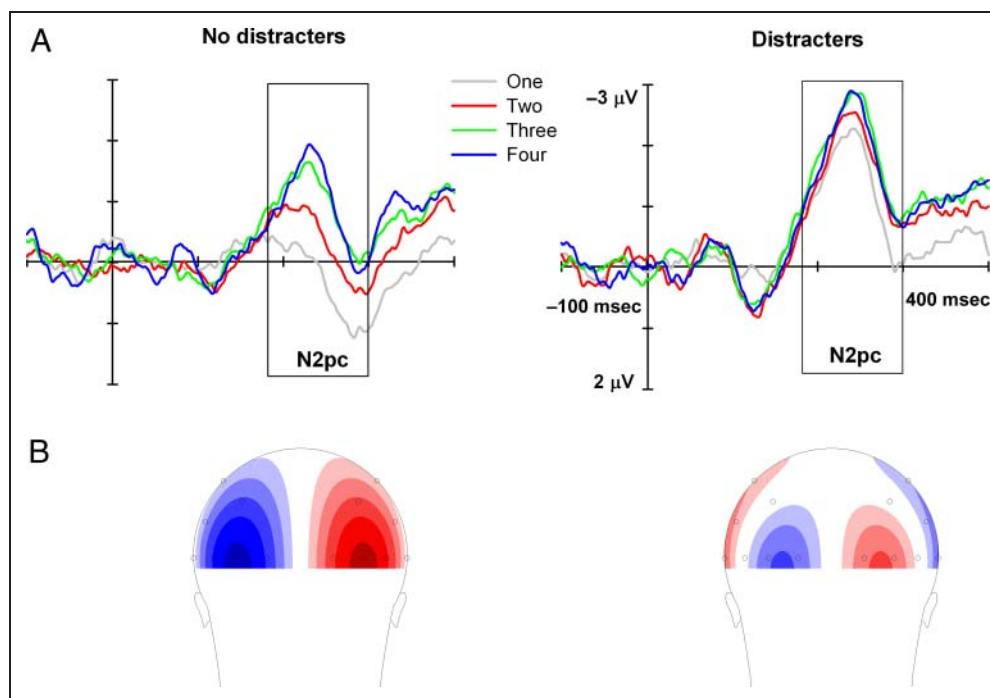 A
No distracters
Distracters
One
Two
Three
Four
–3 µV
–100 msec
400 msec
N2pc
N2pc
2 µV
B